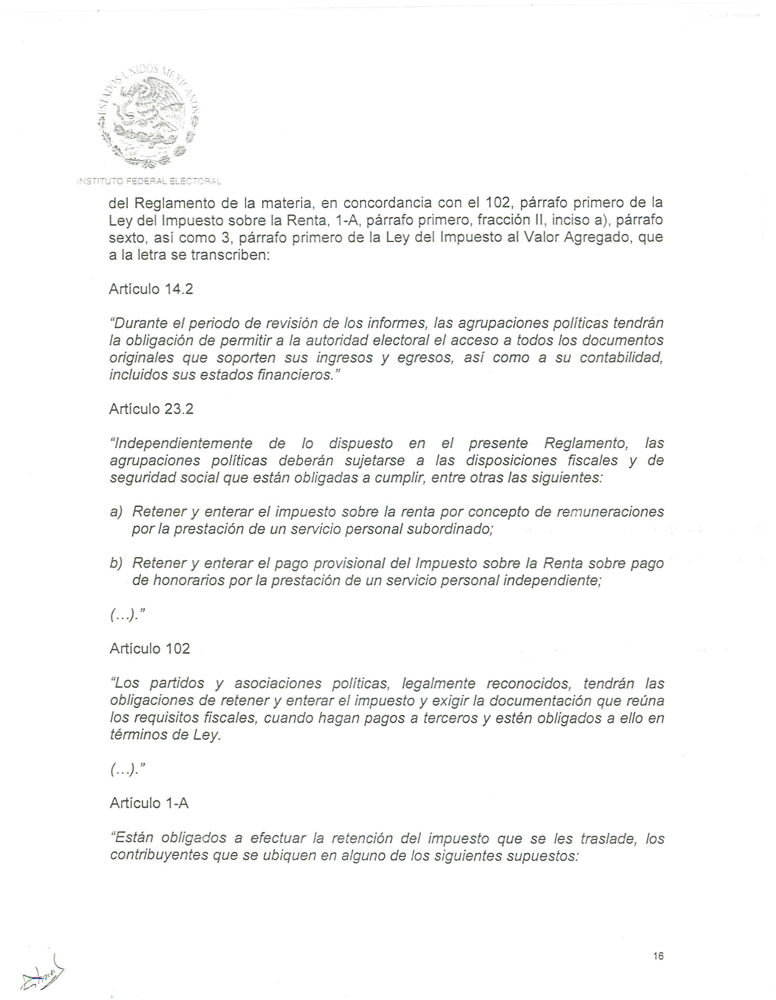 ESTADOS UNIDOS MEXICANOS
INSTITUTO FEDERAL ELECTORAL
del Reglamento de la materia, en concordancia con el 102, párrafo primero de la
Ley del Impuesto sobre la Renta, 1-A, párrafo primero, fracción II, inciso a), párrafo
sexto, así como 3, párrafo primero de la Ley del Impuesto al Valor Agregado, que
a la letra se transcriben:
Artículo 14.2
“Durante el periodo de revisión de los informes, las agrupaciones políticas tendrán
la obligación de permitir a la autoridad electoral el acceso a todos los documentos
originales que soporten sus ingresos y egresos, así como a su contabilidad,
incluidos sus estados financieros.”
Artículo 23.2
“Independientemente de lo dispuesto en el presente Reglamento, las
agrupaciones políticas deberán sujetarse a las disposiciones fiscales y de
seguridad social que están obligadas a cumplir, entre otras las siguientes:
a) Retener y enterar el impuesto sobre la renta por concepto de remuneraciones
por la prestación de un servicio personal subordinado;
b) Retener y enterar el pago provisional del Impuesto sobre la Renta sobre pago
de honorarios por la prestación de un servicio personal independiente;
(...).”
Artículo 102
“Los partidos y asociaciones políticas, legalmente reconocidos, tendrán las
obligaciones de retener y enterar el impuesto y exigir la documentación que reúna
los requisitos fiscales, cuando hagan pagos a terceros y estén obligados a ello en
términos de Ley.
(...).”
Artículo 1-A
“Están obligados a efectuar la retención del impuesto que se les traslade, los
contribuyentes que se ubiquen en alguno de los siguientes supuestos:
16